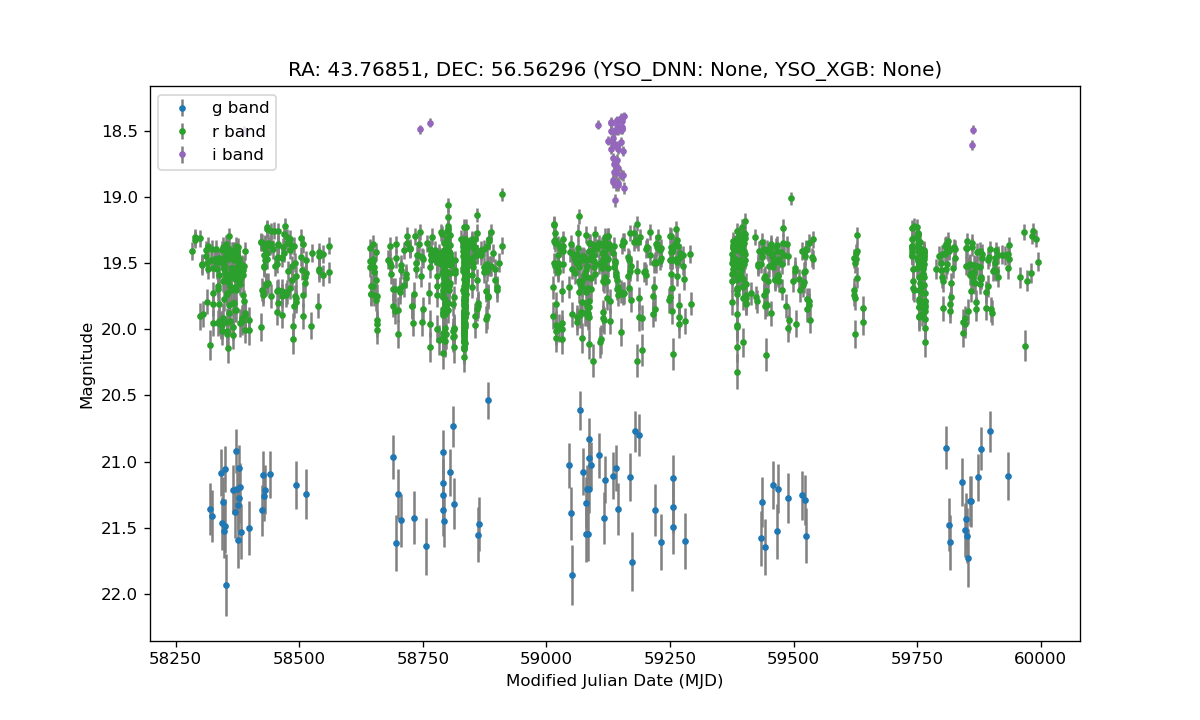 RA: 43.76851, DEC: 56.56296 (YSO_DNN: None, YSO_XGB: None)
g band
r band
i band
18.5
19.0
19.5
20.0
20.5
21.0
21.5
22.0
Magnitude
58250 58500 58750 59000 59250 59500 59750 60000
Modified Julian Date (MJD)